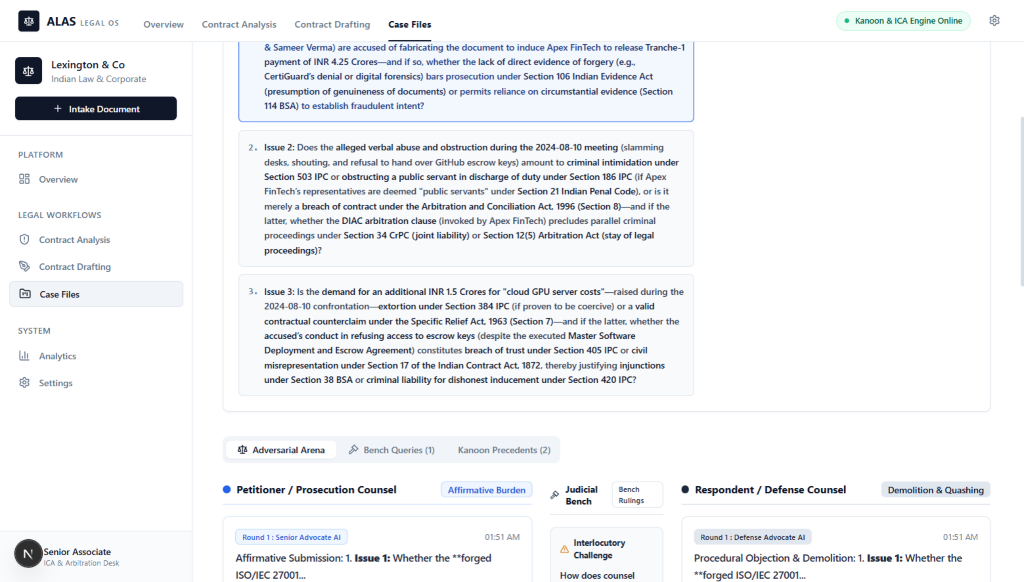 ALAS LEGAL OS
Overview
Contract Analysis
Contract Drafting
Case Files
Kanoon & ICA Engine Online
Lexington & Co
Indian Law & Corporate
+ Intake Document
PLATFORM
Overview
LEGAL WORKFLOWS
Contract Analysis
Contract Drafting
Case Files
SYSTEM
Analytics
Settings
N
Senior Associate
ICA & Arbitration Desk
& Sameer Verma) are accused of fabricating the document to induce Apex FinTech to release Tranche-1
payment of INR 4.25 Crores—and if so, whether the lack of direct evidence of forgery (e.g.,
CertiGuard's denial or digital forensics) bars prosecution under Section 106 Indian Evidence Act
(presumption of genuineness of documents) or permits reliance on circumstantial evidence (Section
114 BSA) to establish fraudulent intent?
2. Issue 2: Does the alleged verbal abuse and obstruction during the 2024-08-10 meeting (slamming
desks, shouting, and refusal to hand over GitHub escrow keys) amount to criminal intimidation under
Section 503 IPC or obstructing a public servant in discharge of duty under Section 186 IPC (if Apex
FinTech's representatives are deemed "public servants" under Section 21 Indian Penal Code), or is it
merely a breach of contract under the Arbitration and Conciliation Act, 1996 (Section 8)—and if the
latter, whether the DIAC arbitration clause (invoked by Apex FinTech) precludes parallel criminal
proceedings under Section 34 CrPC (joint liability) or Section 12(5) Arbitration Act (stay of legal
proceedings)?
3. Issue 3: Is the demand for an additional INR 1.5 Crores for "cloud GPU server costs"—raised during the
2024-08-10 confrontation—extortion under Section 384 IPC (if proven to be coercive) or a valid
contractual counterclaim under the Specific Relief Act, 1963 (Section 7)—and if the latter, whether the
accused's conduct in refusing access to escrow keys (despite the executed Master Software
Deployment and Escrow Agreement) constitutes breach of trust under Section 405 IPC or civil
misrepresentation under Section 17 of the Indian Contract Act, 1872, thereby justifying injunctions
under Section 38 BSA or criminal liability for dishonest inducement under Section 420 IPC?
Adversarial Arena
Bench Queries (1)
Kanoon Precedents (2)
Petitioner / Prosecution Counsel
Affirmative Burden
Round 1 : Senior Advocate AI
01:51 AM
Affirmative Submission: 1. Issue 1: Whether the **forged
ISO/IEC 27001...
Judicial
Bench
Bench
Rulings
Interlocutory
Challenge
How does counsel
Respondent / Defense Counsel
Demolition & Quashing
Round 1 : Defense Advocate AI
01:51 AM
Procedural Objection & Demolition: 1. Issue 1: Whether the
**forged ISO/IEC 27001...